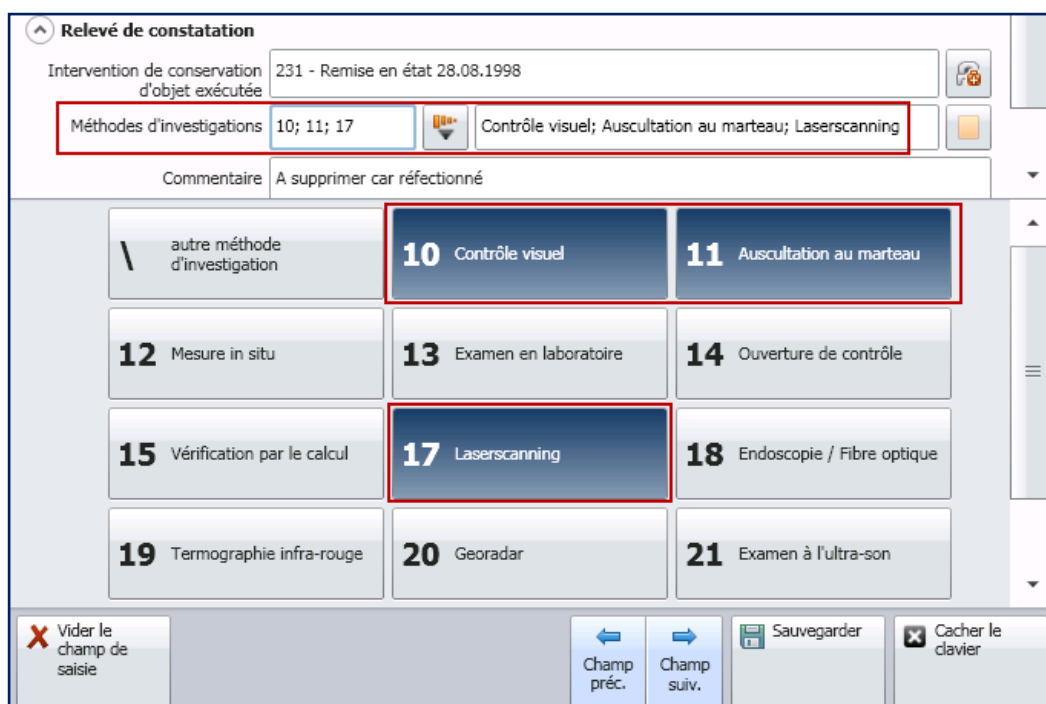 Relevé de constatation
Intervention de conservation
d'objet exécutée
231 - Remise en état 28.08.1998
Méthodes d'investigations
10; 11; 17
Contrôle visuel; Auscultation au marteau; Laserscanning
Commentaire
A supprimer car réfectionné
\ autre méthode
d'investigation
10 Contrôle visuel
11 Auscultation au marteau
12 Mesure in situ
13 Examen en laboratoire
14 Ouverture de contrôle
15 Vérification par le calcul
17 Laserscanning
18 Endoscopie / Fibre optique
19 Termographie infra-rouge
20 Georadar
21 Examen à l'ultra-son
Vider le
champ de
saisie
Champ
préc.
Champ
suiv.
Sauvegarder
Cacher le
clavier